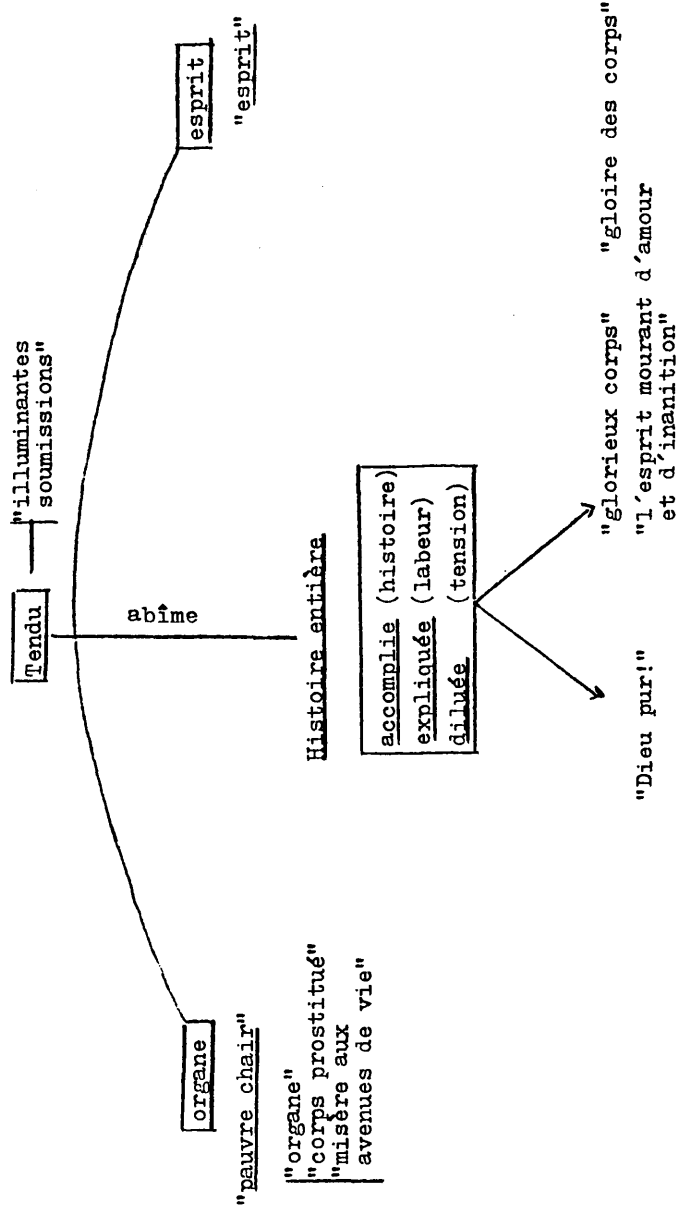 Tendu
"illuminantes
soumissions"
abîme
organe
esprit
"pauvre chair"
"esprit"
"organe"
"corps prostitué"
"misère aux
avenues de vie"
Histoire entière
accomplie (histoire)
expliquée (labeur)
diluée (tension)
"Dieu pur!"
"glorieux corps" "gloire des corps"
"l'esprit mourant d'amour
et d'inanition"